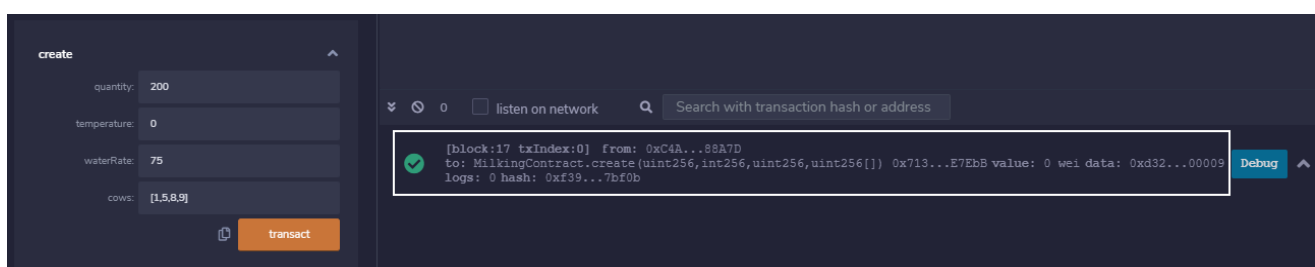 create
quantity: 200
temperature: 0
waterRate: 75
cows: [1,5,8,9]
transact
0 listen on network Search with transaction hash or address
[block:17 txIndex:0] from: 0xC4A...88A7D
to: MilkingContract.create(uint256,int256,uint256,uint256[]) 0x713...E7EbB value: 0 wei data: 0xd32...00009 Debug
logs: 0 hash: 0xf39...7bf0b